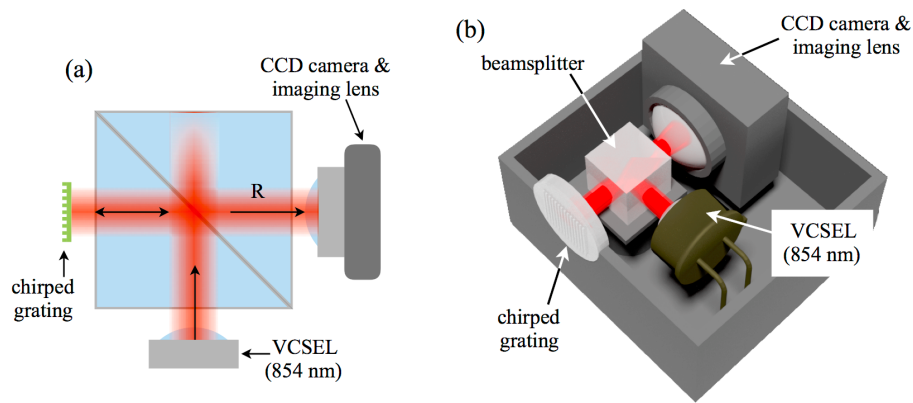 (a)
CCD camera &
imaging lens
R
chirped
grating
VCSEL
(854 nm)
(b)
CCD camera &
imaging lens
beamsplitter
VCSEL
(854 nm)
chirped
grating